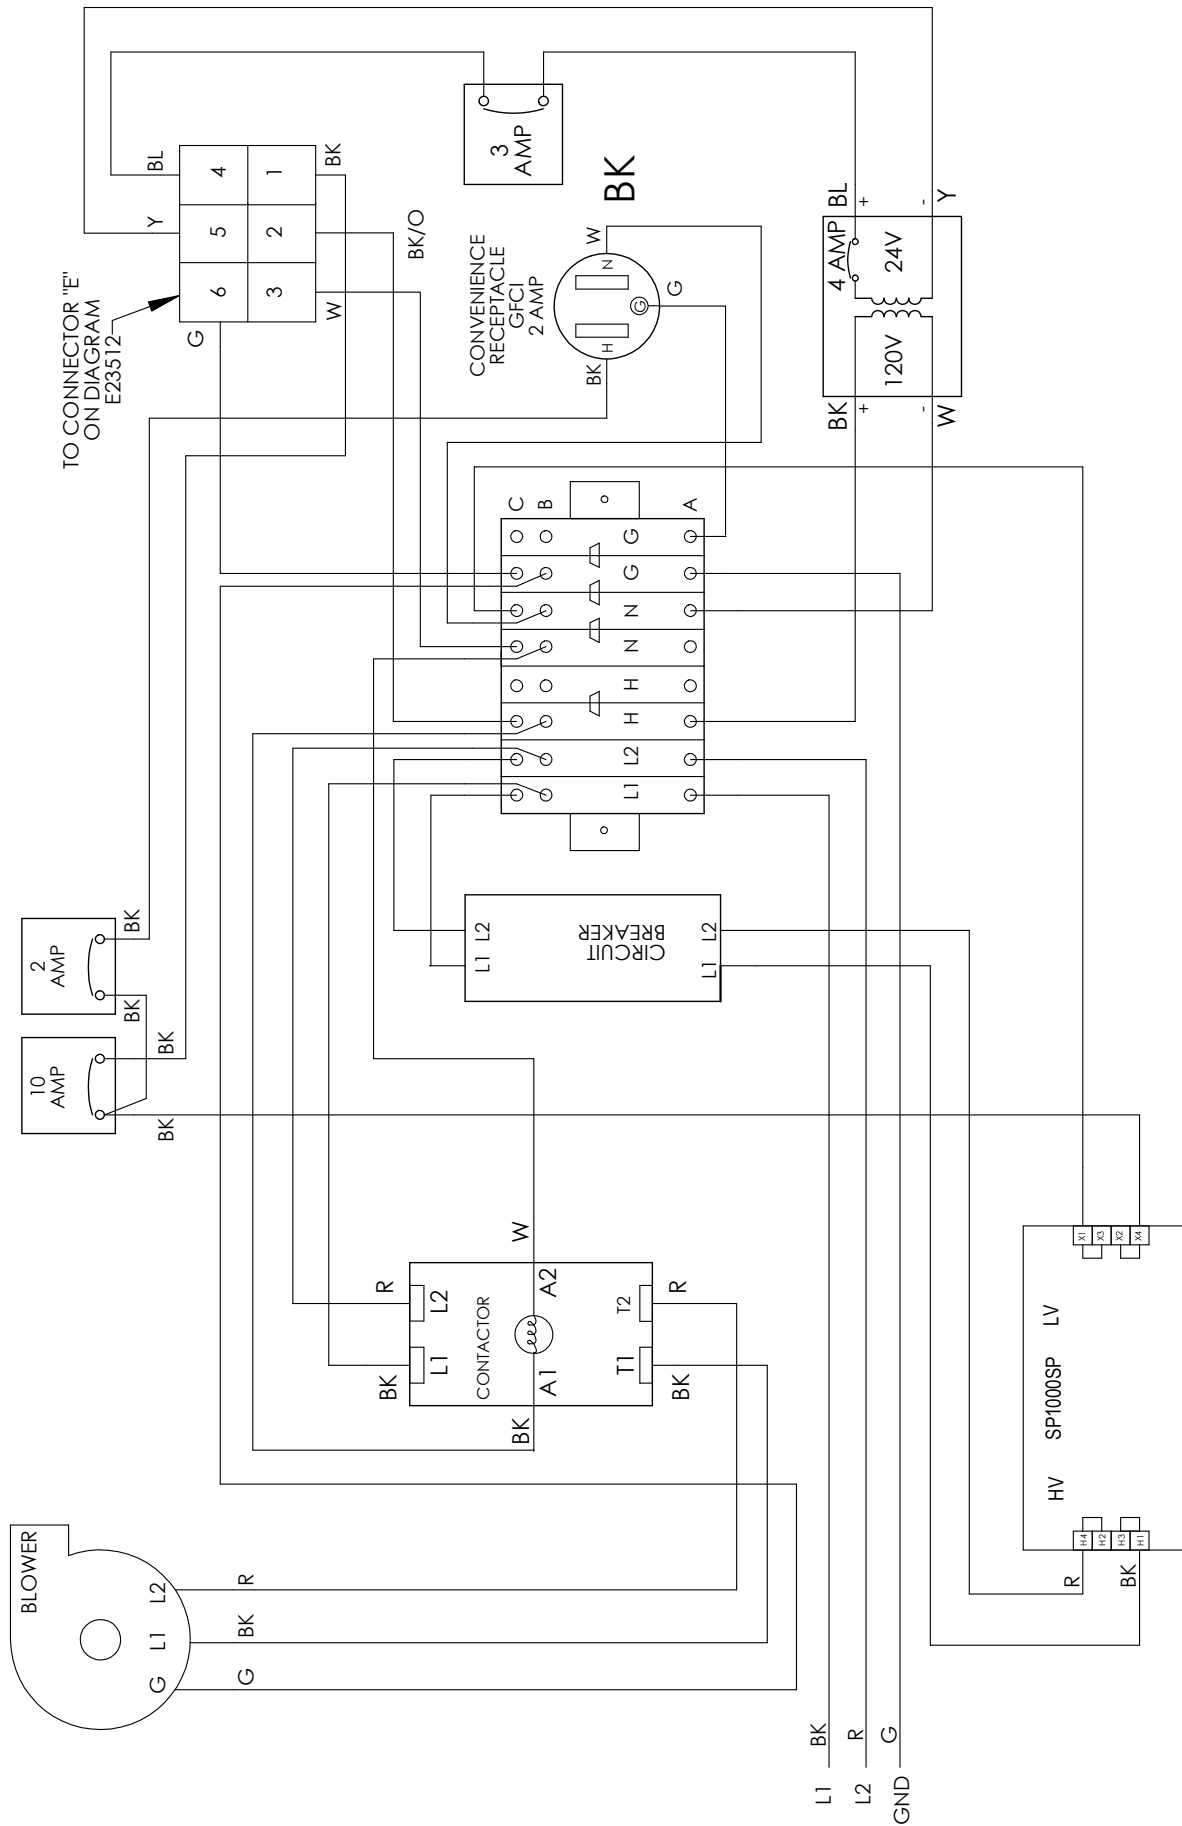 TO CONNECTOR "E"
ON DIAGRAM
E23512
BL
Y
G
4
5
6
1
2
3
BK
BK/O
W
3
AMP
BK
CONVENIENCE
RECEPTACLE
GFCI
2 AMP
W
N
G
G
H
BK
4 AMP
BL
+
-
Y
24V
120V
BK
+
-
W
C
B
A
G
G
N
N
H
H
L2
L1
2
AMP
BK
BK
10
AMP
BK
BK
L1
L2
CIRCUIT
BREAKER
L1
L2
CONTACTOR
R
L2
BK
L1
W
A2
A1
BK
T2
R
T1
BK
BLOWER
L2
L1
G
R
BK
G
L1
BK
L2
R
GND
G
HV
SP1000SP
LV
X1
X3
X2
X4
H4
H2
H3
H1
R
BK